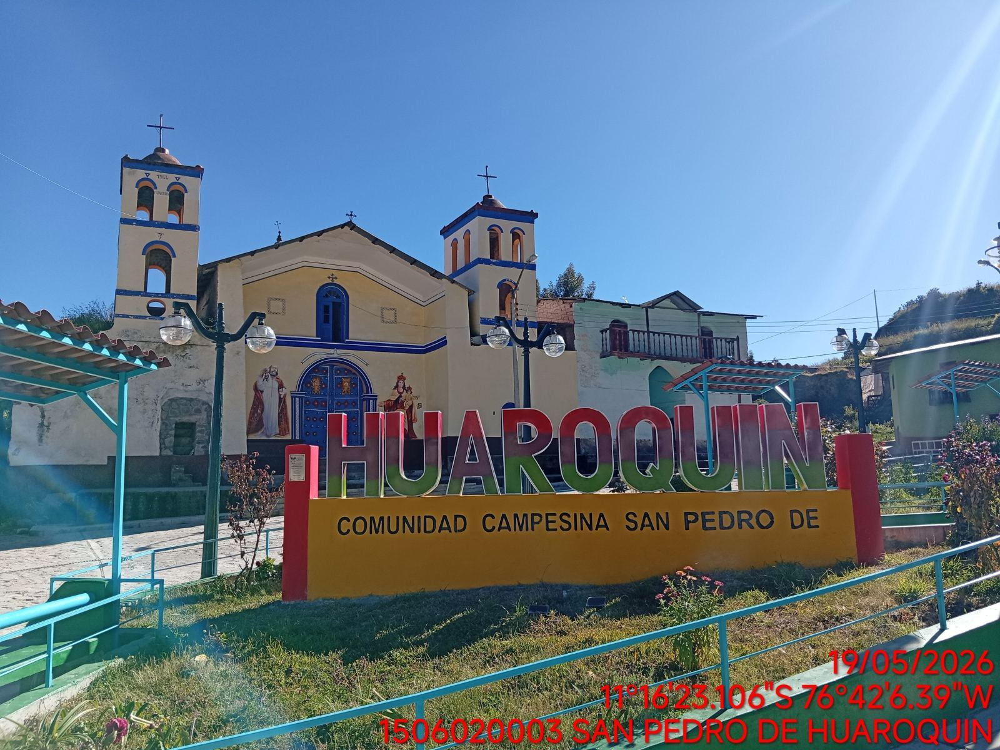 HUAROQUIN
COMUNIDAD CAMPESINA SAN PEDRO DE
19/05/2026
11°16'23.106"S 76°42'6.39"W
1506020003 SAN PEDRO DE HUAROQUIN